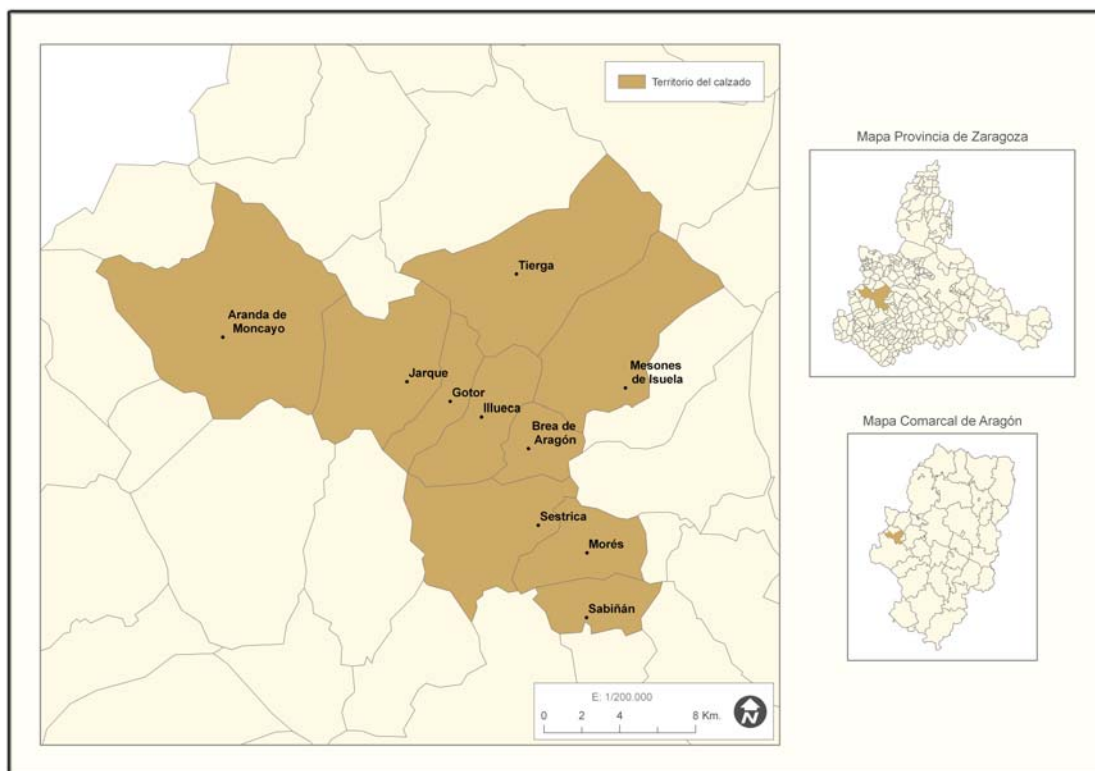 Territorio del calzado
Mapa Provincia de Zaragoza
Tierga
Aranda de
Moncayo
Jarque
Mesones
de Isuela
Gotor
Illueca
Brea de
Aragón
Mapa Comarcal de Aragón
Sestrica
Morés
Sabiñán
E: 1/200.000
0 2 4 8 Km.
N